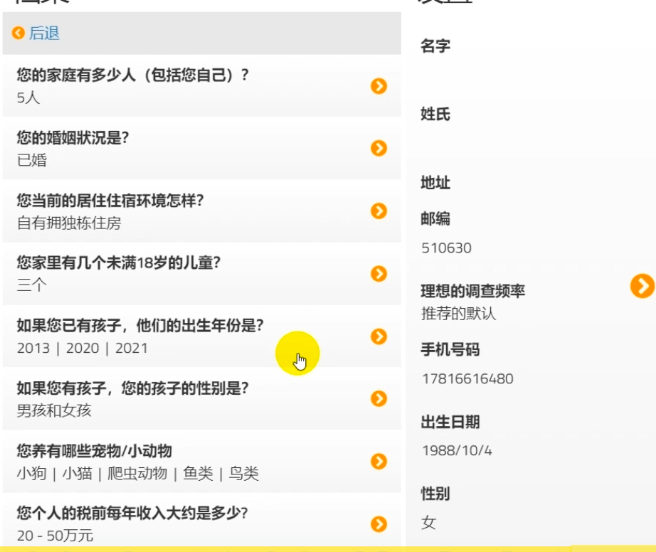 后退
您的家庭有多少人（包括您自己）？
5人
您的婚姻狀况是?
已婚
您当前的居住住宿环境怎样?
自有拥独栋住房
您家里有几个未满18岁的儿童?
三个
如果您已有孩子，他们的出生年份是?
2013 | 2020 | 2021
如果您有孩子，您的孩子的性别是?
男孩和女孩
您养有哪些宠物/小动物
小狗 | 小猫 | 爬虫动物 | 鱼类 | 鸟类
您个人的税前每年收入大约是多少?
20 - 50万元
名字
姓氏
地址
邮编
510630
理想的调查频率
推荐的默认
手机号码
17816616480
出生日期
1988/10/4
性别
女